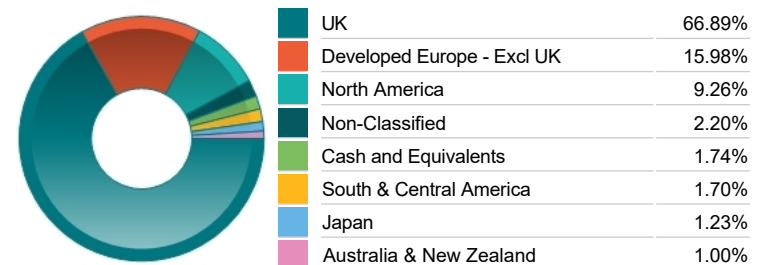 UK 66.89%
Developed Europe - Excl UK 15.98%
North America 9.26%
Non-Classified 2.20%
Cash and Equivalents 1.74%
South & Central America 1.70%
Japan 1.23%
Australia & New Zealand 1.00%